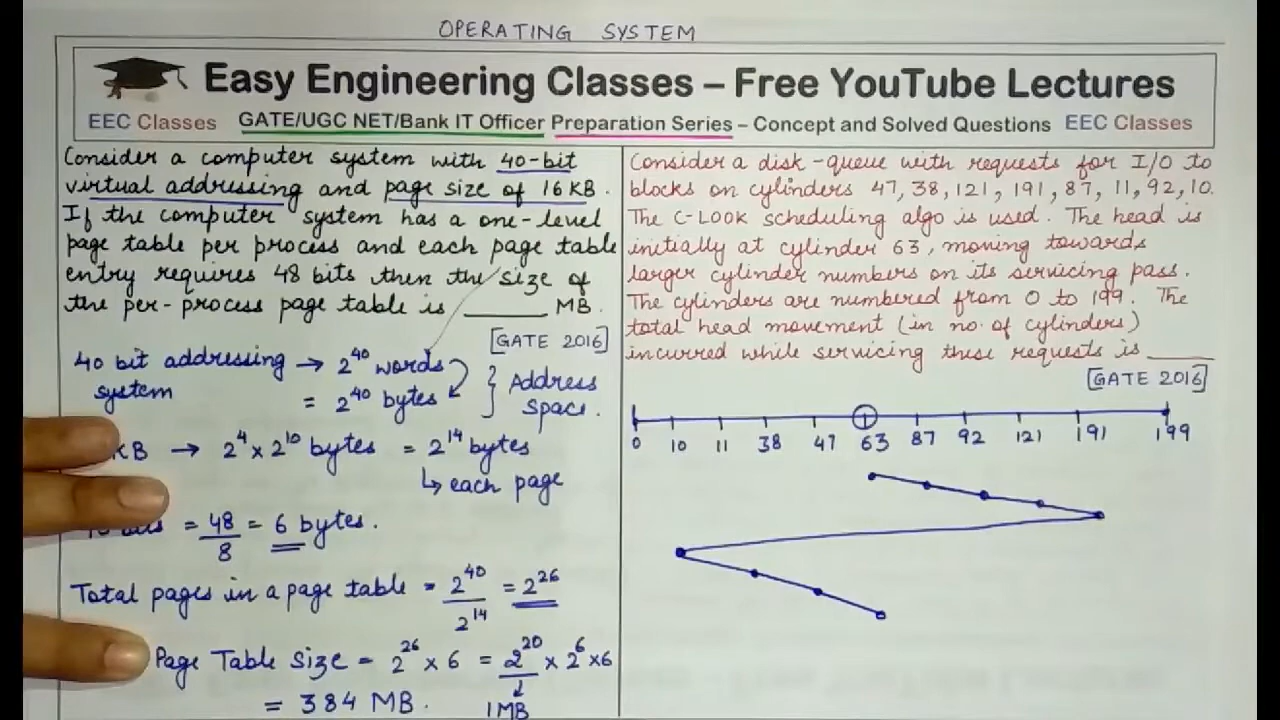 OPERATING SYSTEM
Easy Engineering Classes – Free YouTube Lectures
EEC Classes GATE/UGC NET/Bank IT Officer Preparation Series – Concept and Solved Questions EEC Classes
Consider a computer system with 40-bit
virtual addressing and page size of 16 KB.
If the computer system has a one-level
page table per process and each page table
entry requires 48 bits then the size of
the per-process page table is ______ MB.
[GATE 2016]
40 bit addressing → 2^40 words
system
= 2^40 bytes
} Address
Space.
KB → 2^4 × 2^10 bytes = 2^14 bytes
↳ each page
bits = 48/8 = 6 bytes.
Total pages in a page table = 2^40/2^14 = 2^26
Page Table Size = 2^26 × 6 = 2^20 × 2^6 × 6
↓
1MB
= 384 MB.
Consider a disk-queue with requests for I/O to
blocks on cylinders 47, 38, 121, 191, 87, 11, 92, 10.
The C-LOOK scheduling algo is used. The head is
initially at cylinder 63, moving towards
larger cylinder numbers on its servicing pass.
The cylinders are numbered from 0 to 199. The
total head movement (in no. of cylinders)
incurred while servicing these requests is ______
[GATE 2016]
0 10 11 38 47 63 87 92 121 191 199